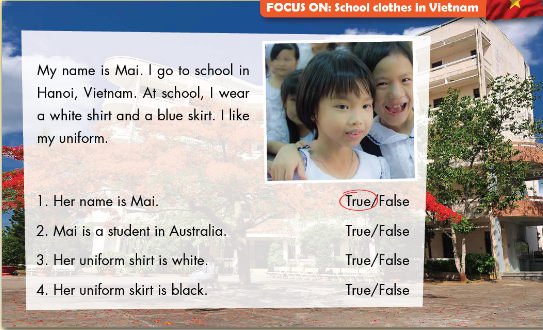 FOCUS ON: School clothes in Vietnam
My name is Mai. I go to school in
Hanoi, Vietnam. At school, I wear
a white shirt and a blue skirt. I like
my uniform.
1. Her name is Mai. True/False
2. Mai is a student in Australia. True/False
3. Her uniform shirt is white. True/False
4. Her uniform skirt is black. True/False